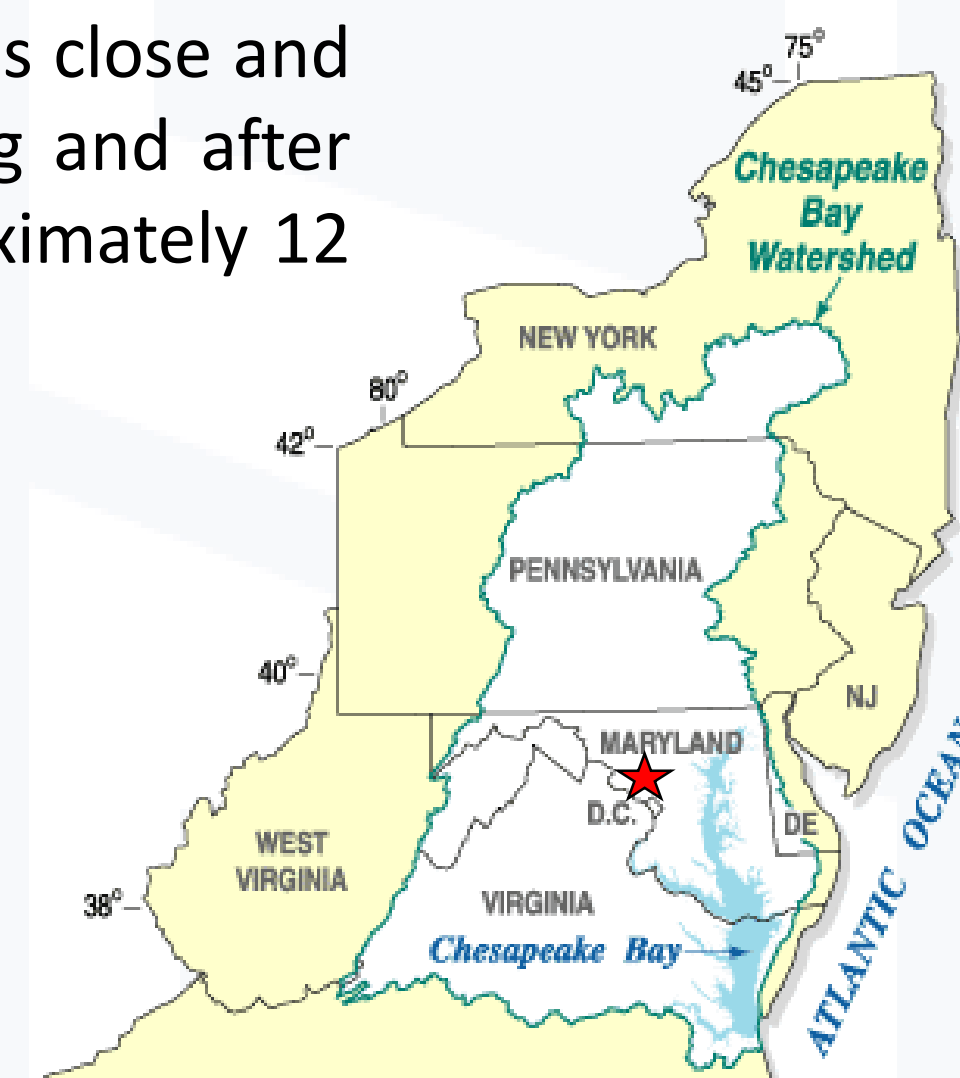 s close and
g and after
ximately 12
75°
45°
Chesapeake
Bay
Watershed
NEW YORK
80°
42°
PENNSYLVANIA
40°
NJ
MARYLAND
D.C.
DE
WEST
VIRGINIA
38°
VIRGINIA
Chesapeake Bay
ATLANTIC OCEAN